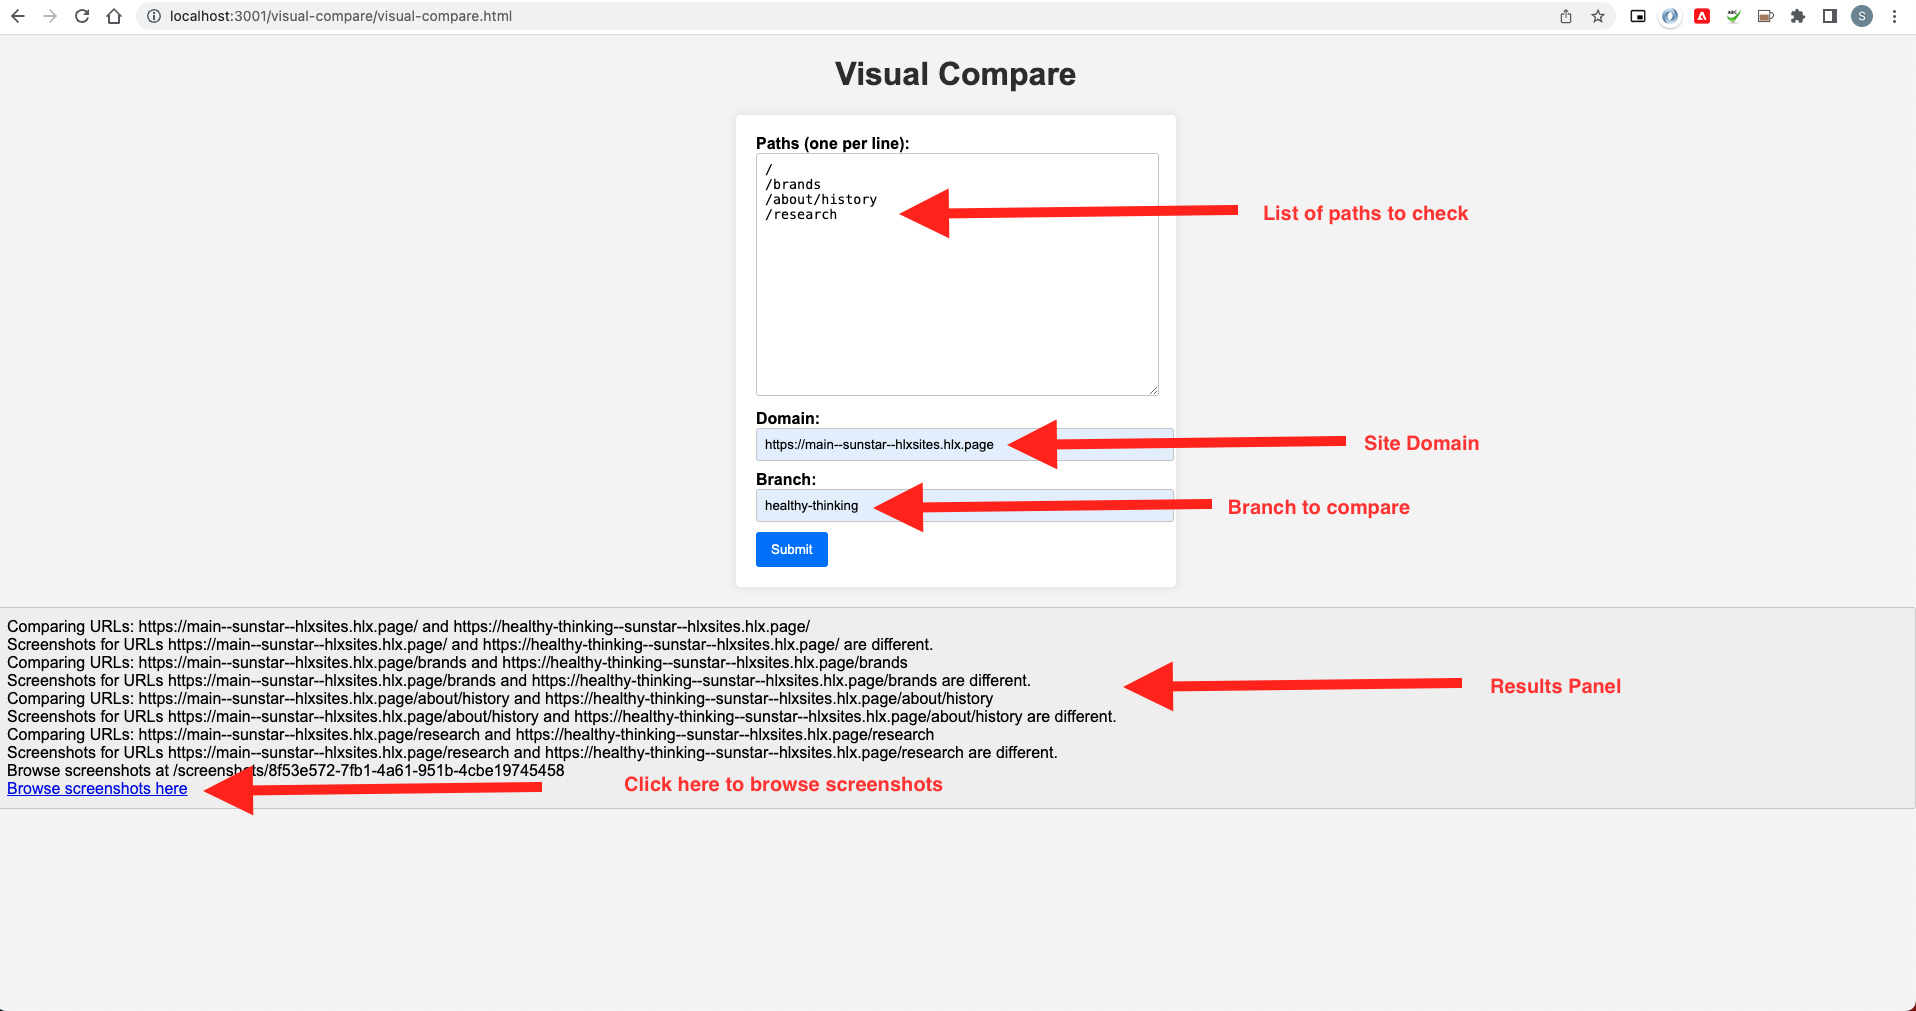 localhost:3001/visual-compare/visual-compare.html
ABC
S
Visual Compare
Paths (one per line):
/
/brands
/about/history
/research
List of paths to check
Domain:
https://main--sunstar--hlxsites.hlx.page
Site Domain
Branch:
healthy-thinking
Branch to compare
Submit
Comparing URLs: https://main--sunstar--hlxsites.hlx.page/ and https://healthy-thinking--sunstar--hlxsites.hlx.page/
Screenshots for URLs https://main--sunstar--hlxsites.hlx.page/ and https://healthy-thinking--sunstar--hlxsites.hlx.page/ are different.
Comparing URLs: https://main--sunstar--hlxsites.hlx.page/brands and https://healthy-thinking--sunstar--hlxsites.hlx.page/brands
Screenshots for URLs https://main--sunstar--hlxsites.hlx.page/brands and https://healthy-thinking--sunstar--hlxsites.hlx.page/brands are different.
Results Panel
Comparing URLs: https://main--sunstar--hlxsites.hlx.page/about/history and https://healthy-thinking--sunstar--hlxsites.hlx.page/about/history
Screenshots for URLs https://main--sunstar--hlxsites.hlx.page/about/history and https://healthy-thinking--sunstar--hlxsites.hlx.page/about/history are different.
Comparing URLs: https://main--sunstar--hlxsites.hlx.page/research and https://healthy-thinking--sunstar--hlxsites.hlx.page/research
Screenshots for URLs https://main--sunstar--hlxsites.hlx.page/research and https://healthy-thinking--sunstar--hlxsites.hlx.page/research are different.
Browse screenshots at /screenshots/8f53e572-7fb1-4a61-951b-4cbe19745458
Browse screenshots here
Click here to browse screenshots